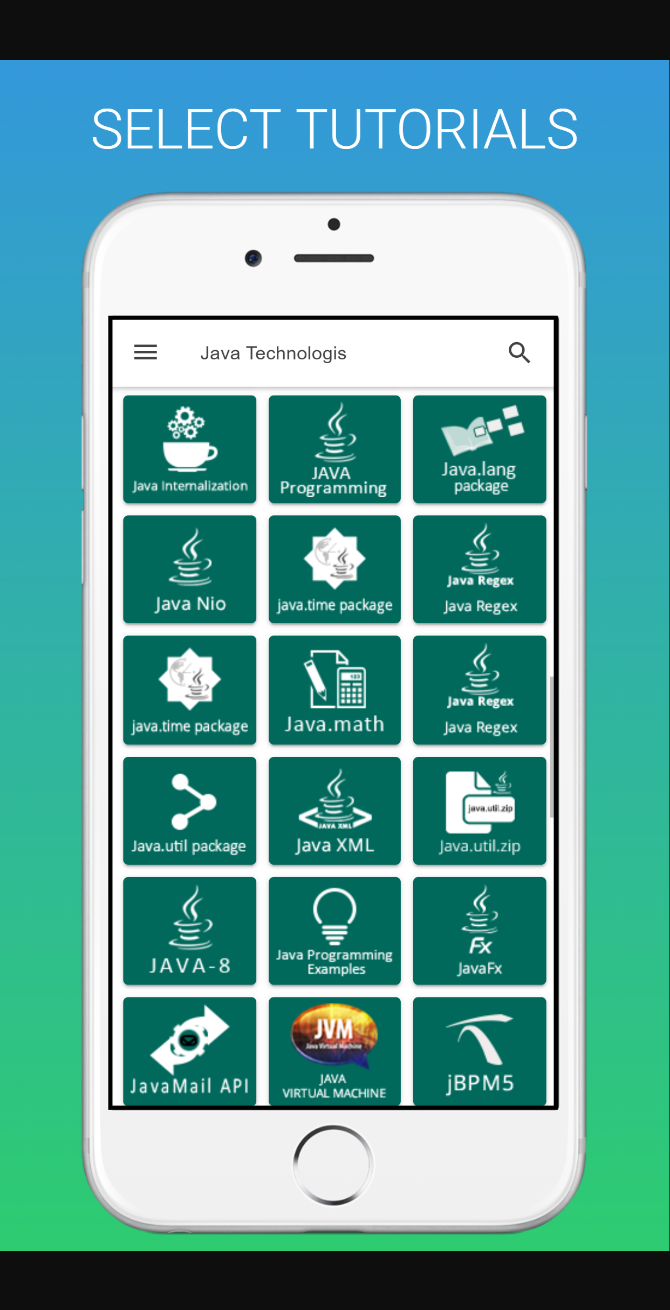 SELECT TUTORIALS
Java Technologis
Java Internalization
JAVA
Programming
Java.lang
package
Java Nio
java.time package
Java Regex
Java Regex
java.time package
123
Java.math
Java Regex
Java Regex
Java.util package
JAVA XML
Java XML
java.util.zip
Java.util.zip
JAVA-8
Java Programming
Examples
Fx
JavaFx
JavaMail API
JVM
Java Virtual Machine
JAVA
VIRTUAL MACHINE
jBPM5